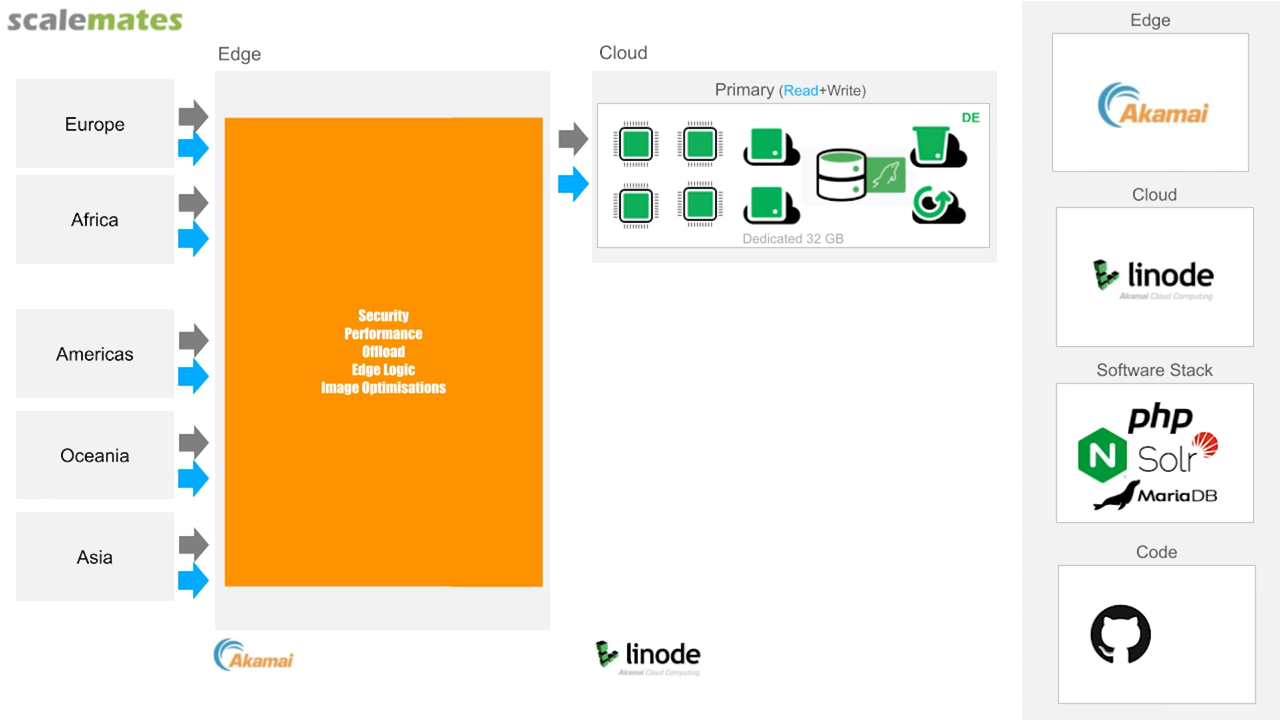 scalemates
Edge
Cloud
Europe
Africa
Americas
Oceania
Asia
Security
Performance
Offload
Edge Logic
Image Optimisations
Primary (Read+Write)
DE
Dedicated 32 GB
Akamai
linode
Akamai Cloud Computing
Edge
Akamai
Cloud
linode
Akamai Cloud Computing
Software Stack
php
N
Solr
MariaDB
Code